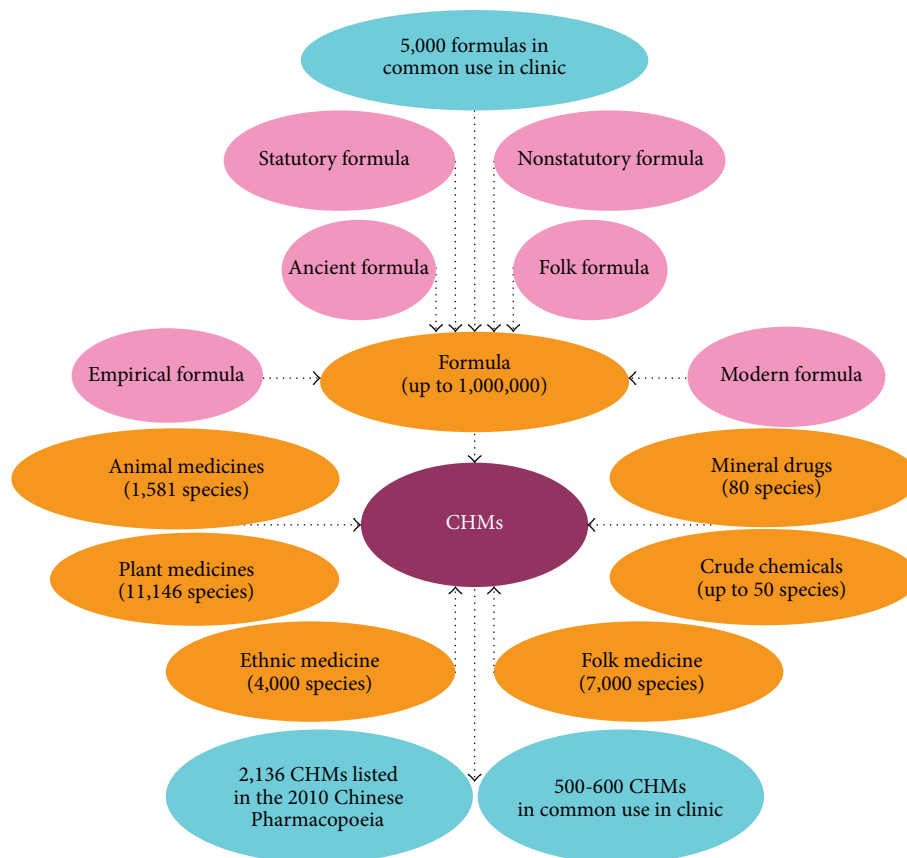 5,000 formulas in
common use in clinic
Statutory formula
Nonstatutory formula
Ancient formula
Folk formula
Empirical formula
Formula
(up to 1,000,000)
Modern formula
Animal medicines
(1,581 species)
Mineral drugs
(80 species)
CHMs
Plant medicines
(11,146 species)
Crude chemicals
(up to 50 species)
Ethnic medicine
(4,000 species)
Folk medicine
(7,000 species)
2,136 CHMs listed
in the 2010 Chinese
Pharmacopoeia
500-600 CHMs
in common use in clinic